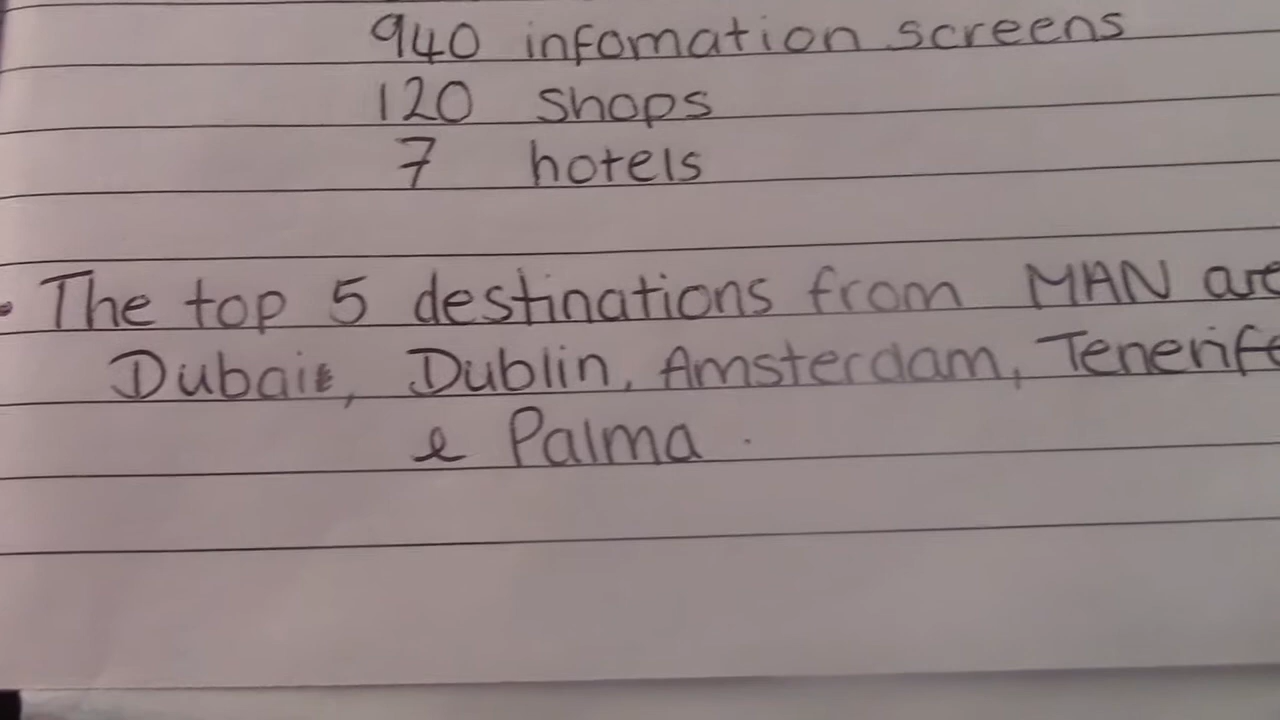 940 infomation screens
120 shops
7 hotels
• The top 5 destinations from MAN are
Dubai, Dublin, Amsterdam, Tenerife
& Palma.